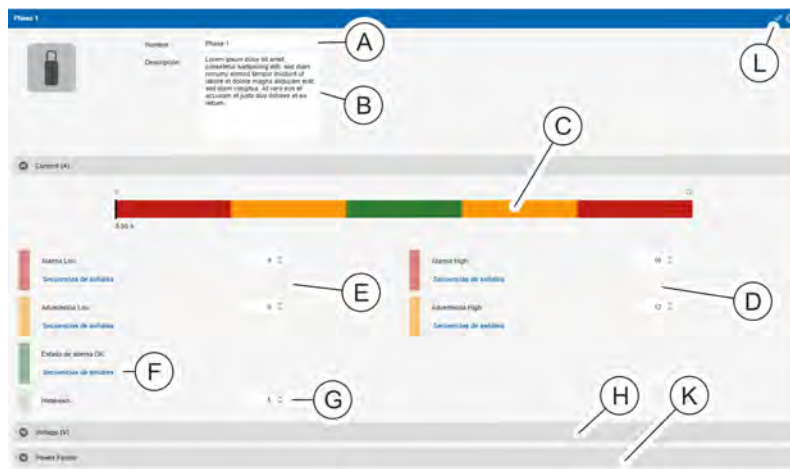 Phase 1
L
Nombre
Phase 1
A
Descripción
Lorem ipsum dolor sit amet,
consetetur sadipscing elitr, sed diam
nonumy eirmod tempor invidunt ut
labore et dolore magna aliquyam erat,
sed diam voluptua. At vero eos et
accusam et justo duo dolores et ea
rebum.
B
C
Current (A)
0
0.00 A
Alarma Low
Alarma High
Secuencias de señales
Secuencias de señales
E
D
Advertencia Low
Advertencia High
12
Secuencias de señales
Secuencias de señales
Estado de alarma OK
Secuencias de señales
F
G
H
K
Voltage (V)
Power Factor